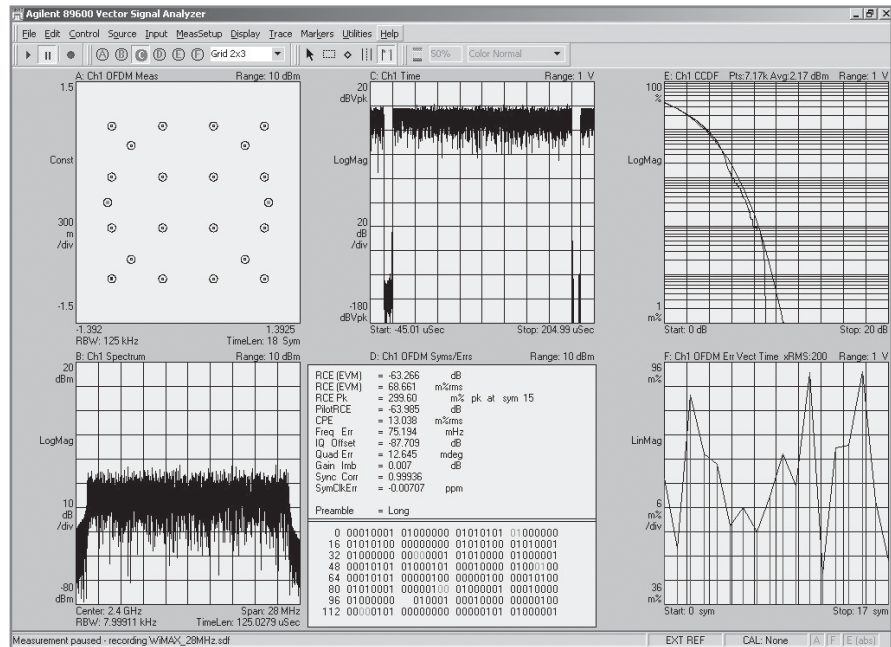 Agilent 89600 Vector Signal Analyzer
File Edit Control Source Input MeasSetup Display Trace Markers Utilities Help
A B C D E F Grid 2x3 50% Color Normal
A: Ch1 OFDM Meas Range: 10 dBm
1.5
Const
300
m
/div
-1.5
-1.392 1.3925
RBW: 125 kHz TimeLen: 18 Sym
C: Ch1 Time Range: 1 V
20
dBVpk
LogMag
20
dB
/div
-180
dBVpk
Start: -45.01 uSec Stop: 204.99 uSec
E: Ch1 CCDF Pts:7.17k Avg:2.17 dBm Range: 1 V
100
%
LogMag
1
m%
Start: 0 dB Stop: 20 dB
B: Ch1 Spectrum Range: 10 dBm
20
dBm
LogMag
10
dB
/div
-80
dBm
Center: 2.4 GHz Span: 28 MHz
RBW: 7.99911 kHz TimeLen: 125.0279 uSec
D: Ch1 OFDM Syms/Errs Range: 10 dBm
RCE (EVM) = -63.266 dB
RCE (EVM) = 68.661 m%rms
RCE Pk = 299.60 m% pk at sym 15
PilotRCE = -63.985 dB
CPE = 13.038 m%rms
Freq Err = 75.194 mHz
IQ Offset = -87.709 dB
Quad Err = 12.645 mdeg
Gain Imb = 0.007 dB
Sync Corr = 0.99936
SymClkErr = -0.00707 ppm
Preamble = Long
0 00010001 01000000 01010101 01000000
16 01010100 00000000 01010100 01010001
32 01000000 00000001 01010000 01000001
48 00010101 01000101 00010101 01000100
64 00010101 00000100 00000100 00010100
80 01010001 00000100 01000001 00010000
96 01000000 010001 00010000 00000100
112 00000101 00000000 00000101 01000001
F: Ch1 OFDM Err Vect Time xRMS:200 Range: 1 V
96
m%
LinMag
6
m%
/div
36
m%
Start: 0 sym Stop: 17 sym
Measurement paused - recording WiMAX_28MHz.sdf EXT REF CAL: None A F E (abs)